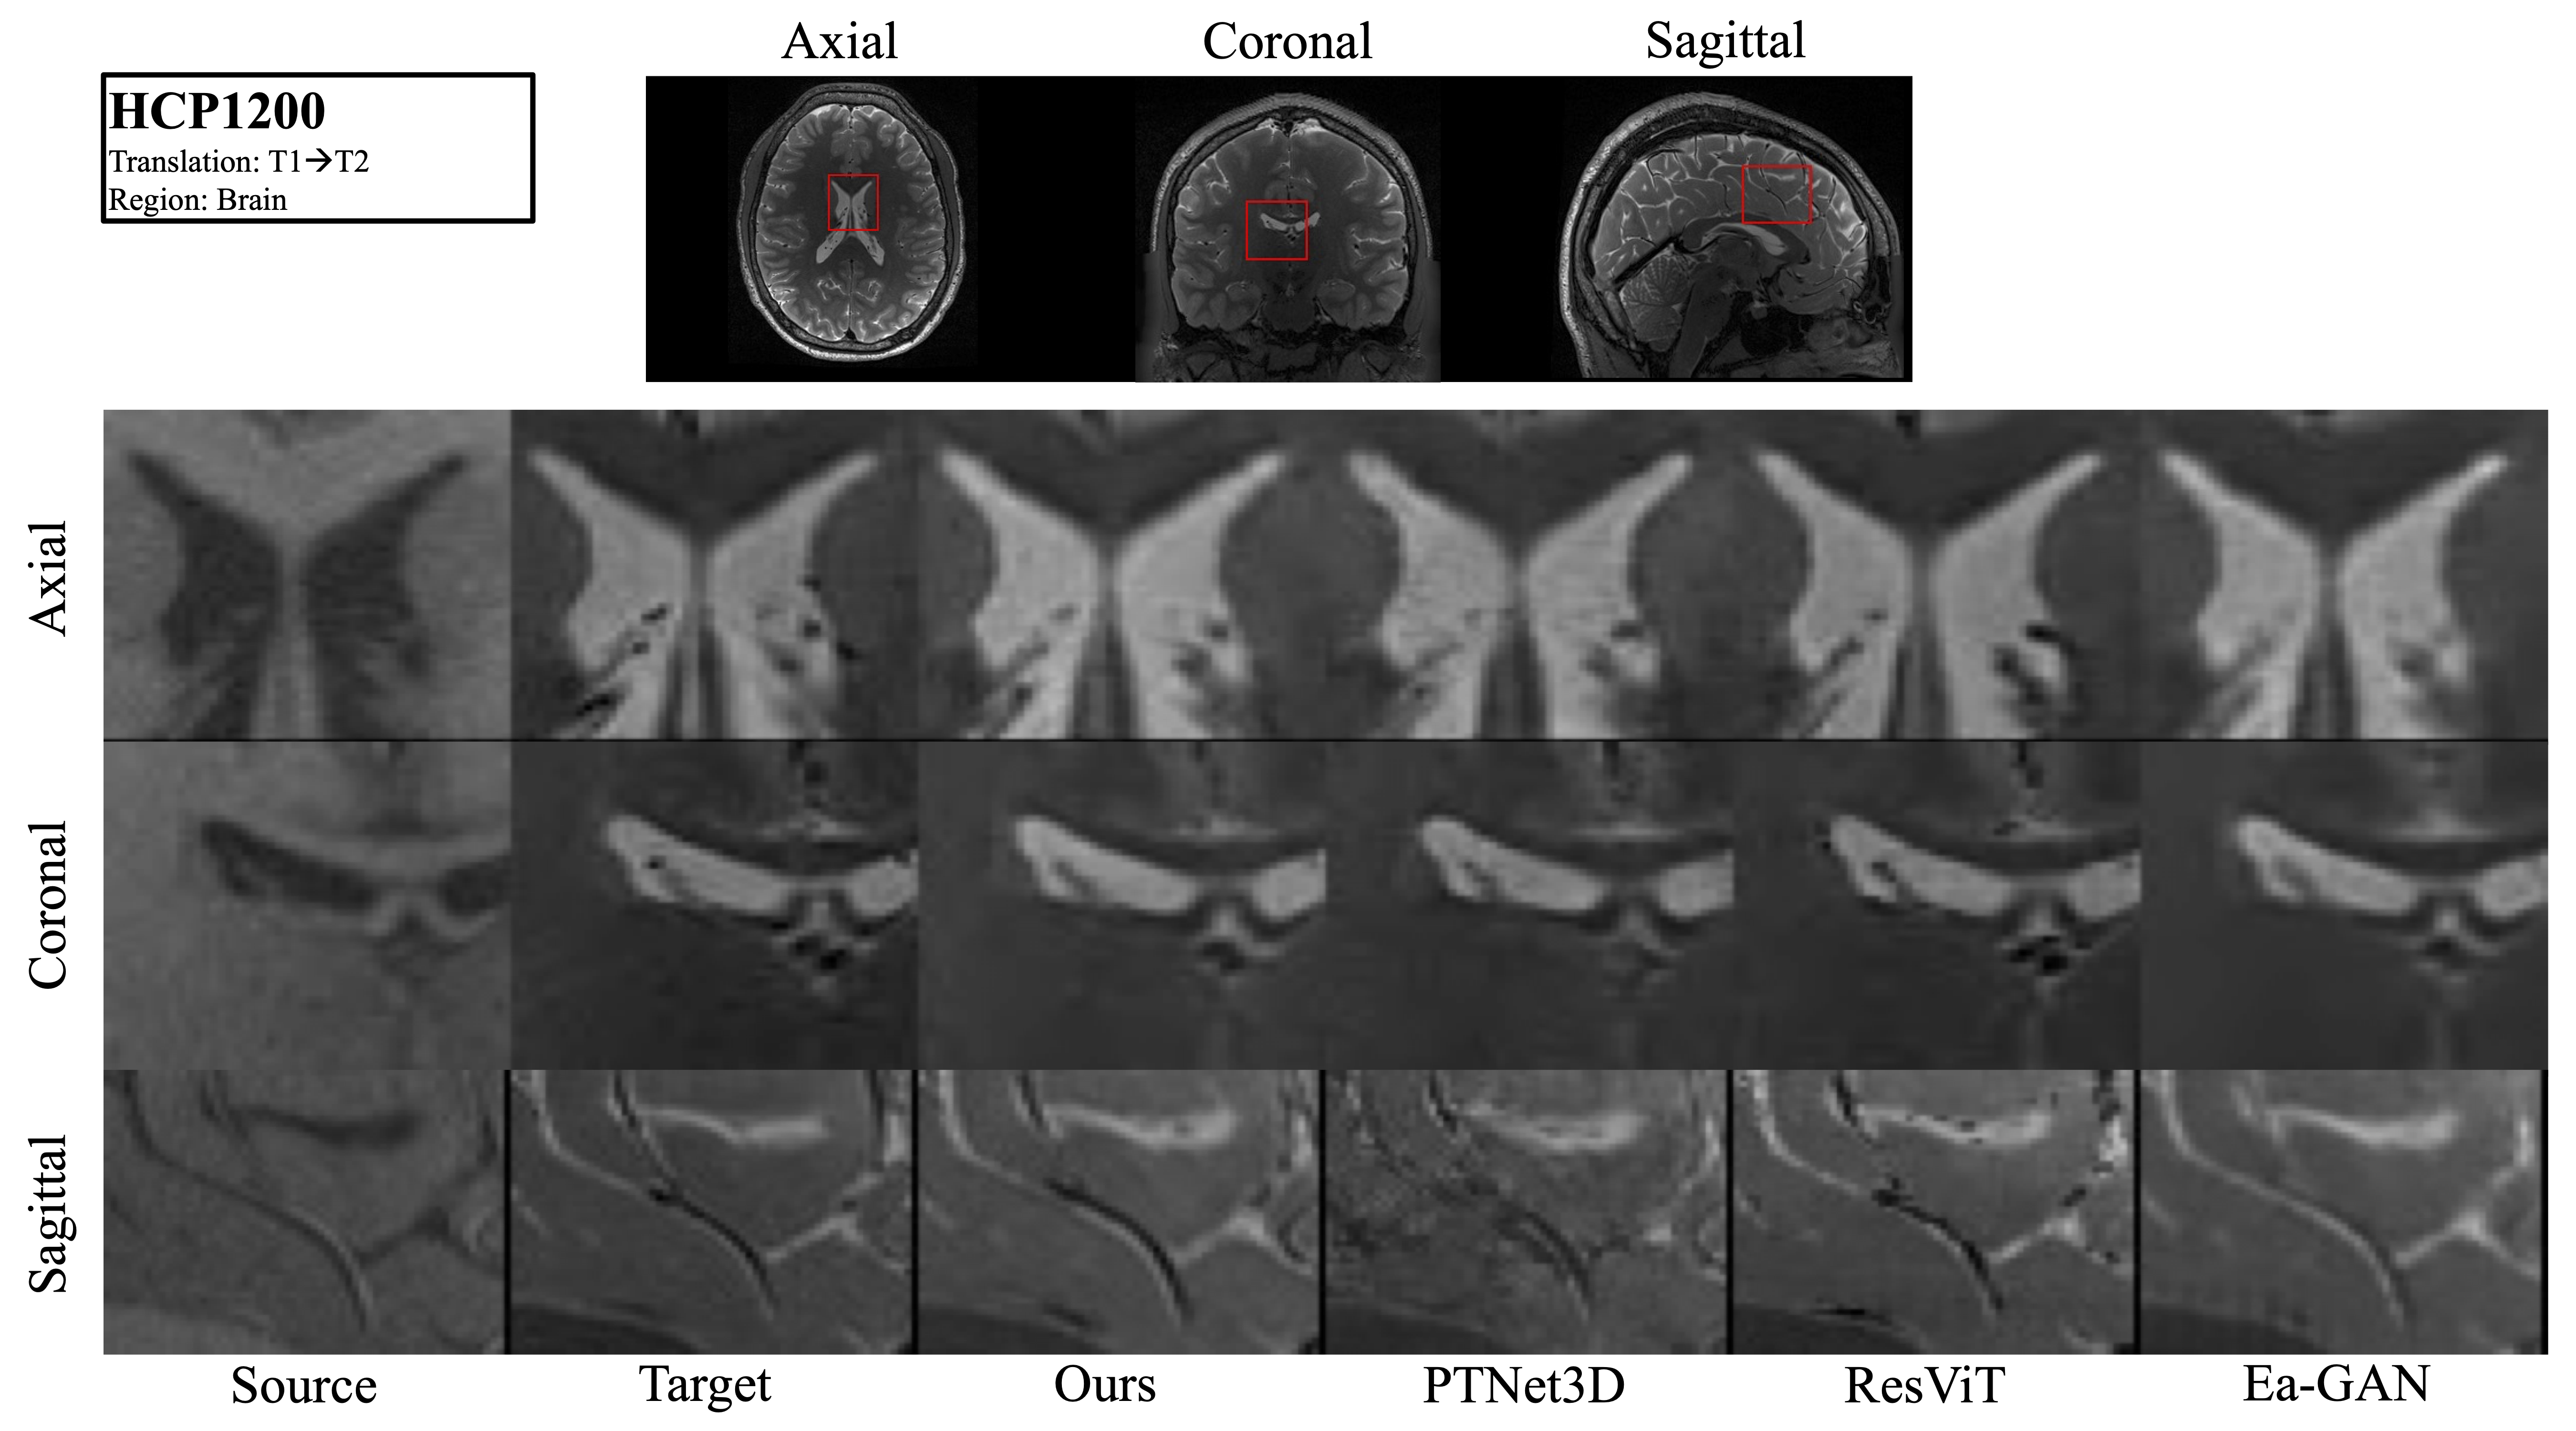 Axial Coronal Sagittal
HCP1200
Translation: T1→T2
Region: Brain
Axial
Coronal
Sagittal
Source Target Ours PTNet3D ResViT Ea-GAN